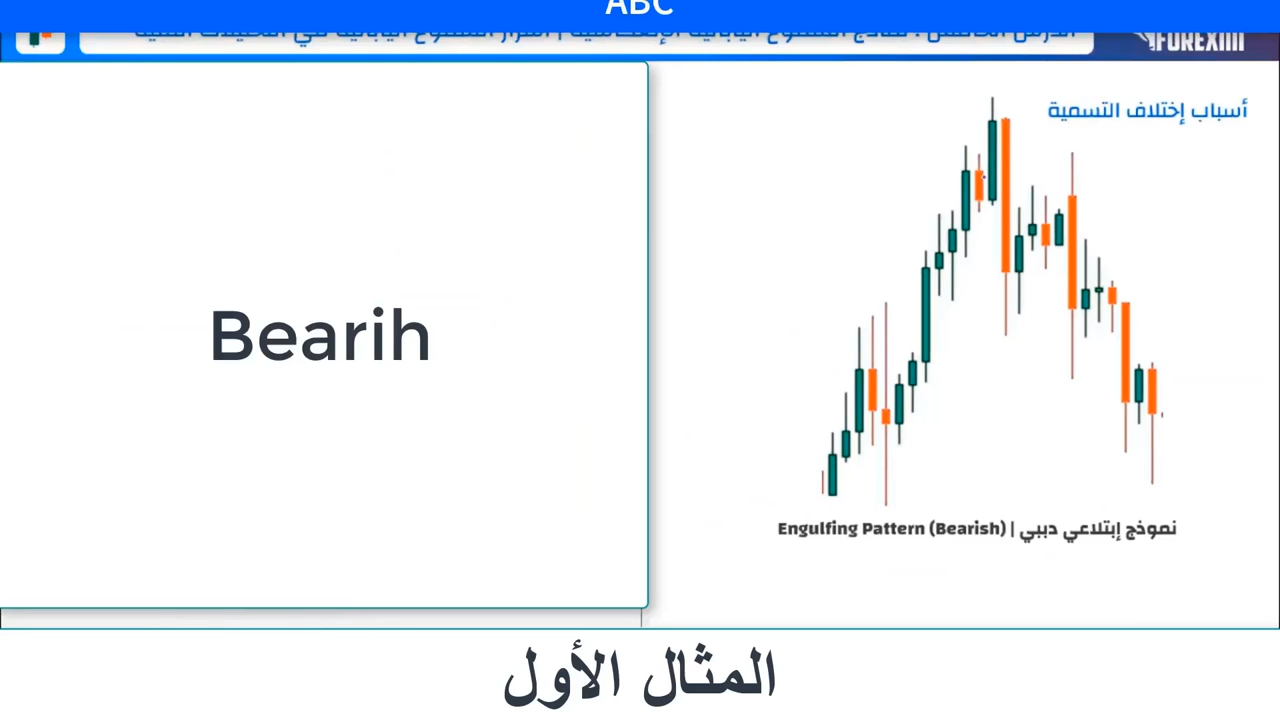 ABC
أسباب إختلاف التسمية
Bearih
Engulfing Pattern (Bearish) | نموذج إبتلاعي دببي
المثال الأول